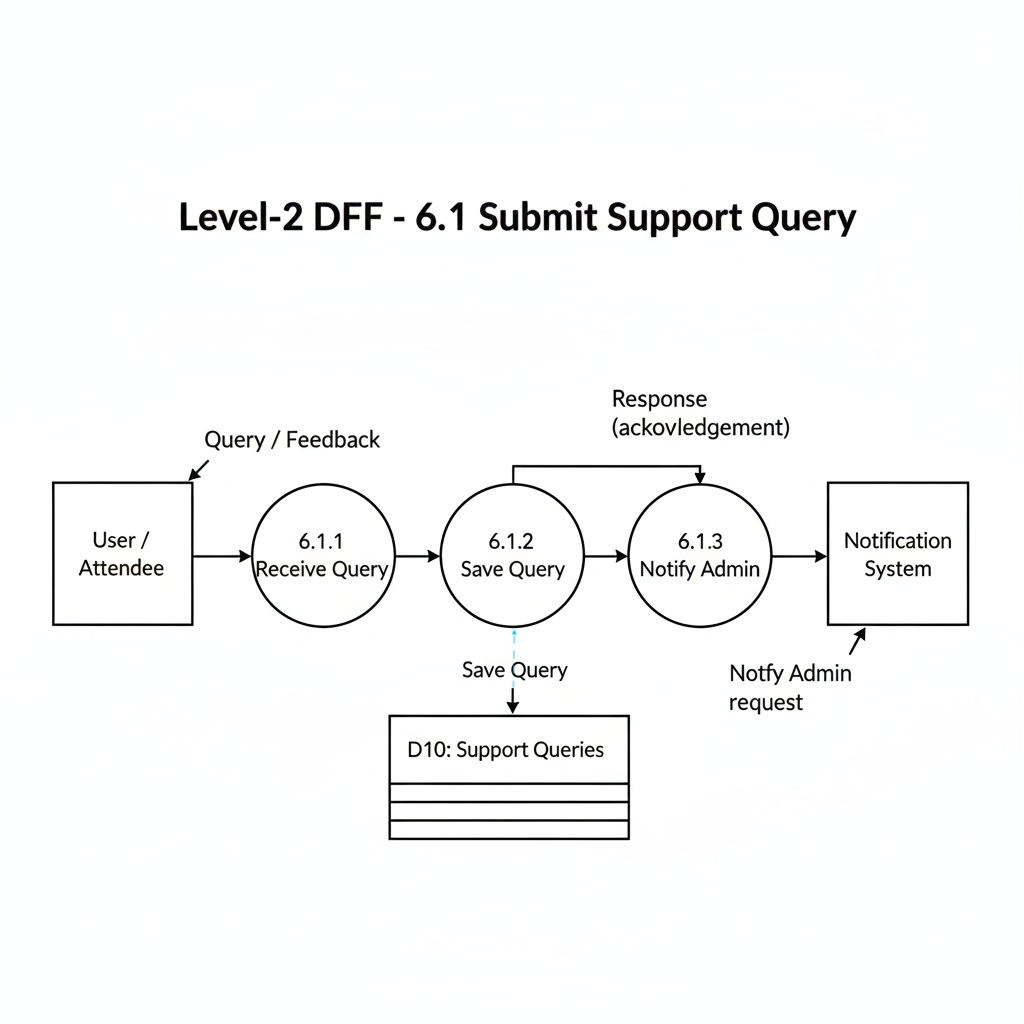 Level-2 DFF - 6.1 Submit Support Query
Response
(ackovledgement)
Query / Feedback
User /
Attendee
6.1.1
Receive Query
6.1.2
Save Query
6.1.3
Notify Admin
Notification
System
Save Query
Notfy Admin
request
D10: Support Queries